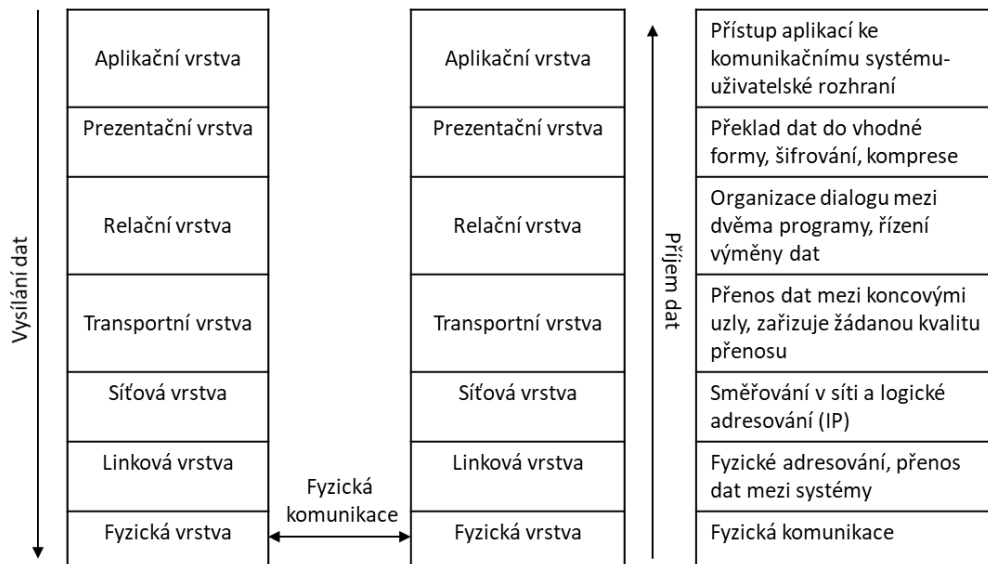 Vysílání dat
Aplikační vrstva
Prezentační vrstva
Relační vrstva
Transportní vrstva
Síťová vrstva
Linková vrstva
Fyzická vrstva
Fyzická
komunikace
Aplikační vrstva
Prezentační vrstva
Relační vrstva
Transportní vrstva
Síťová vrstva
Linková vrstva
Fyzická vrstva
Příjem dat
Přístup aplikací ke
komunikačnímu systému-
uživatelské rozhraní
Překlad dat do vhodné
formy, šifrování, komprese
Organizace dialogu mezi
dvěma programy, řízení
výměny dat
Přenos dat mezi koncovými
uzly, zařizuje žádanou kvalitu
přenosu
Směřování v síti a logické
adresování (IP)
Fyzické adresování, přenos
dat mezi systémy
Fyzická komunikace